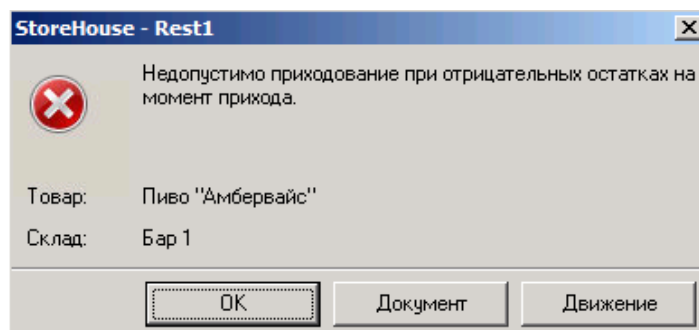 StoreHouse - Rest1
Недопустимо приходование при отрицательных остатках на
момент прихода.
Товар: Пиво "Амбервайс"
Склад: Бар 1
OK Документ Движение